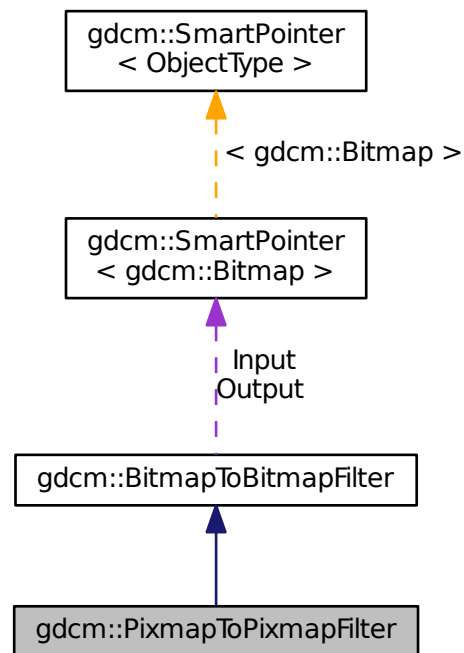 gdcm::SmartPointer
< ObjectType >
< gdcm::Bitmap >
gdcm::SmartPointer
< gdcm::Bitmap >
Input
Output
gdcm::BitmapToBitmapFilter
gdcm::PixmapToPixmapFilter